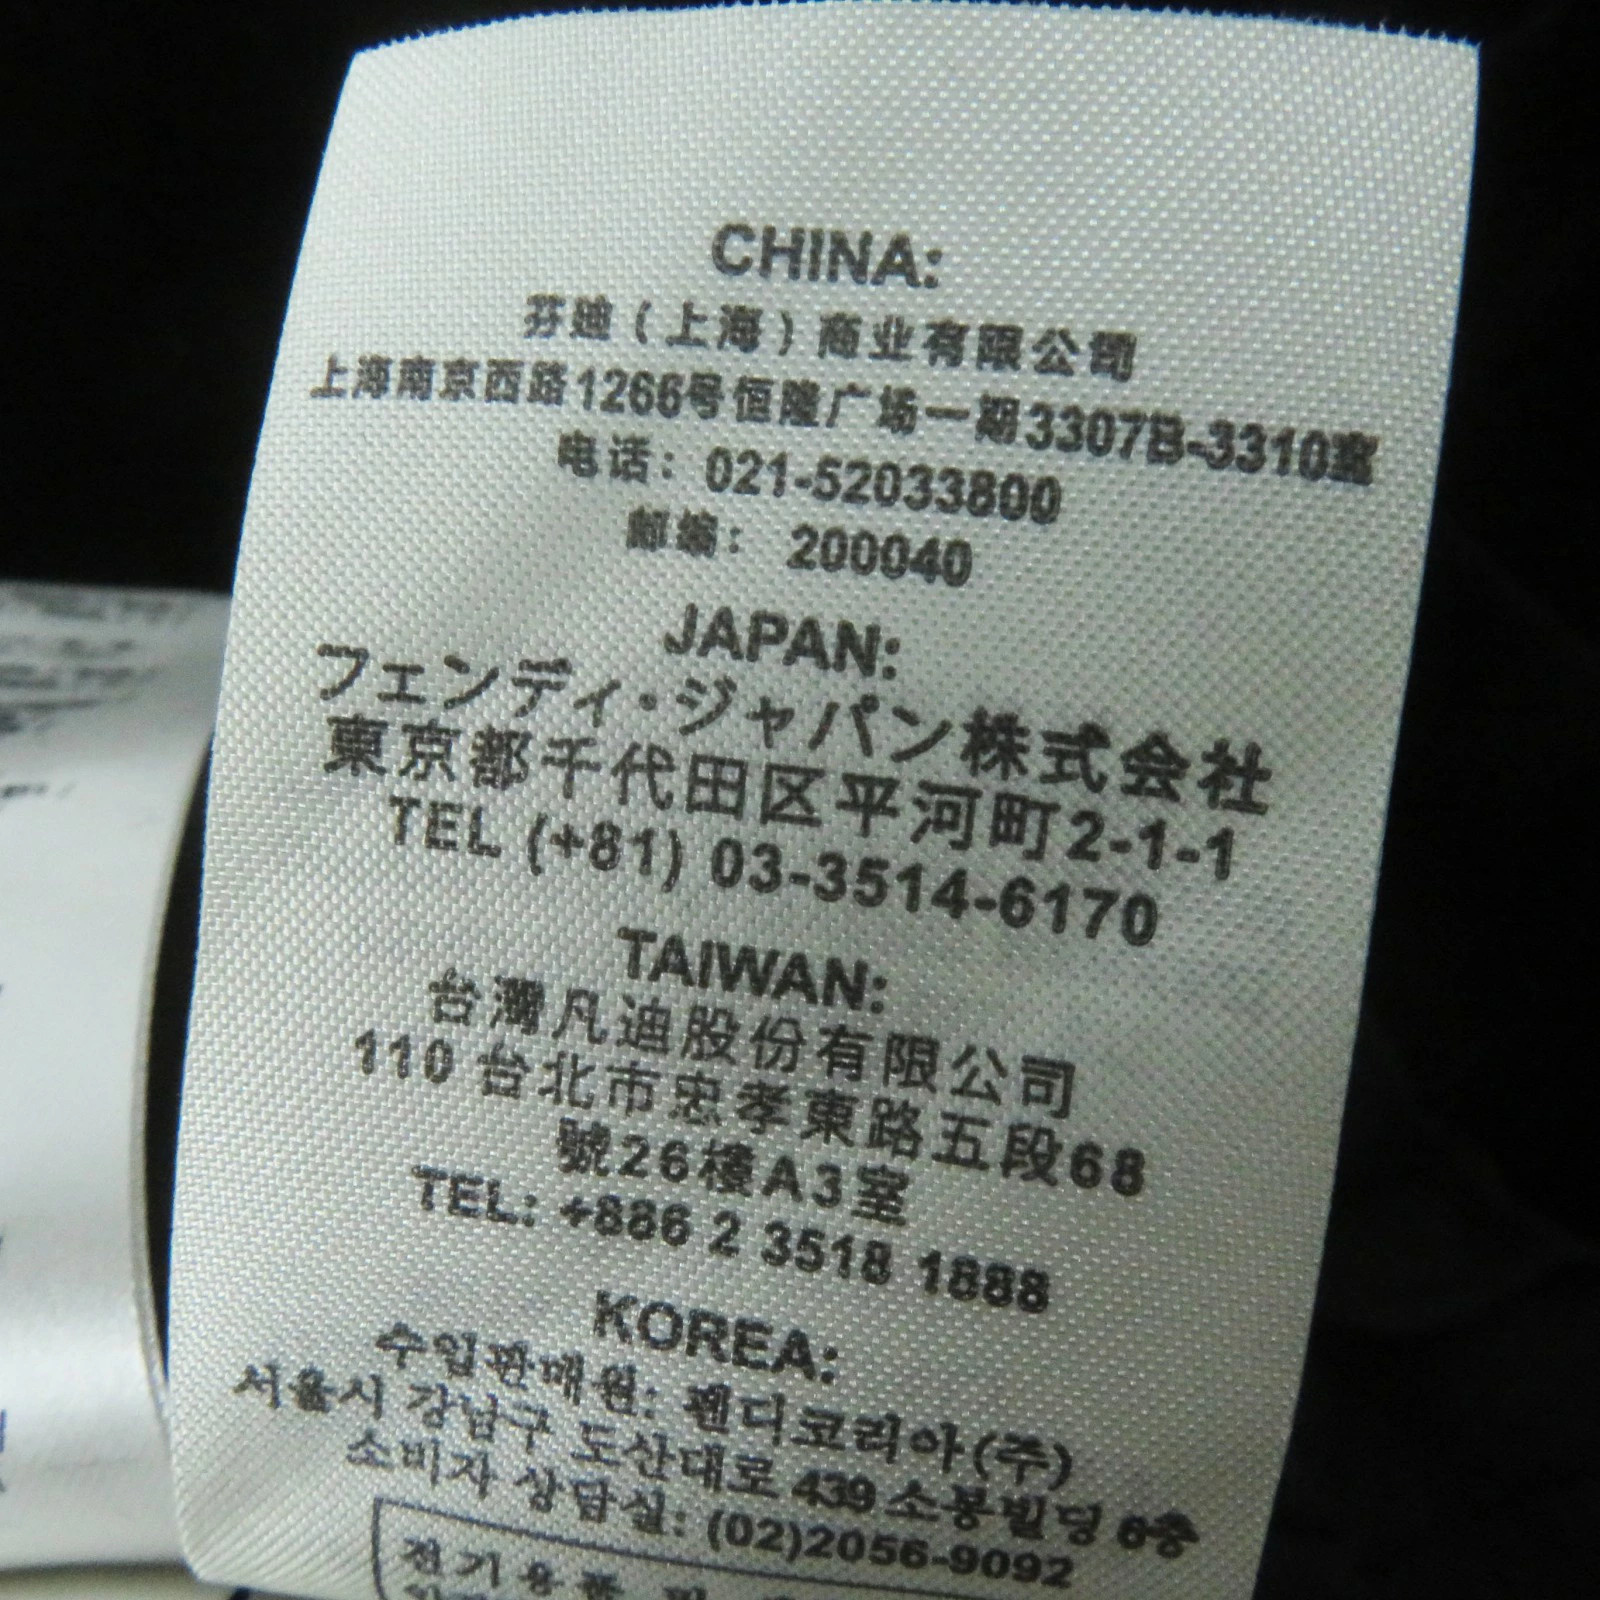 CHINA:
芬迪（上海）商业有限公司
上海南京西路1266号恒隆广场一期3307B-3310室
电话：021-52033800
邮编：200040
JAPAN:
フェンディ・ジャパン株式会社
東京都千代田区平河町2-1-1
TEL (+81) 03-3514-6170
TAIWAN:
台灣凡迪股份有限公司
110 台北市忠孝東路五段68
號26樓A3室
TEL: +886 2 3518 1888
KOREA:
수입판매원: 펜디코리아(주)
서울시 강남구 도산대로 439 소봉빌딩 6층
소비자 상담실: (02)2056-9092
전기용품 및